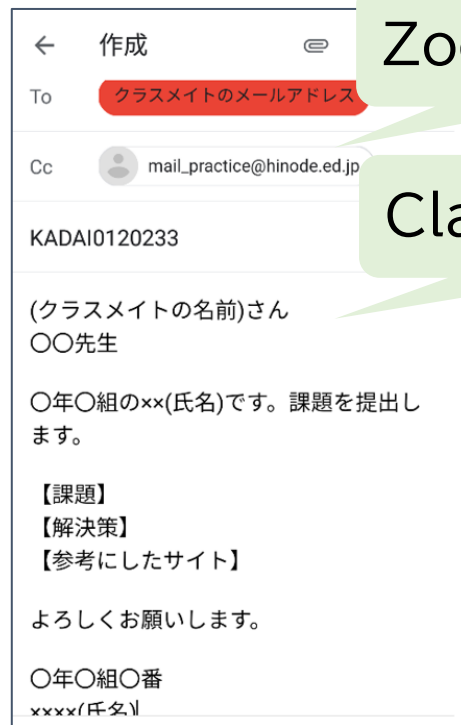 作成
Zo
To クラスメイトのメールアドレス
Cc mail_practice@hinode.ed.jp
Cla
KADAI0120233
(クラスメイトの名前)さん
〇〇先生
〇年〇組の××(氏名)です。課題を提出し
ます。
【課題】
【解決策】
【参考にしたサイト】
よろしくお願いします。
〇年〇組〇番
××××(氏名)